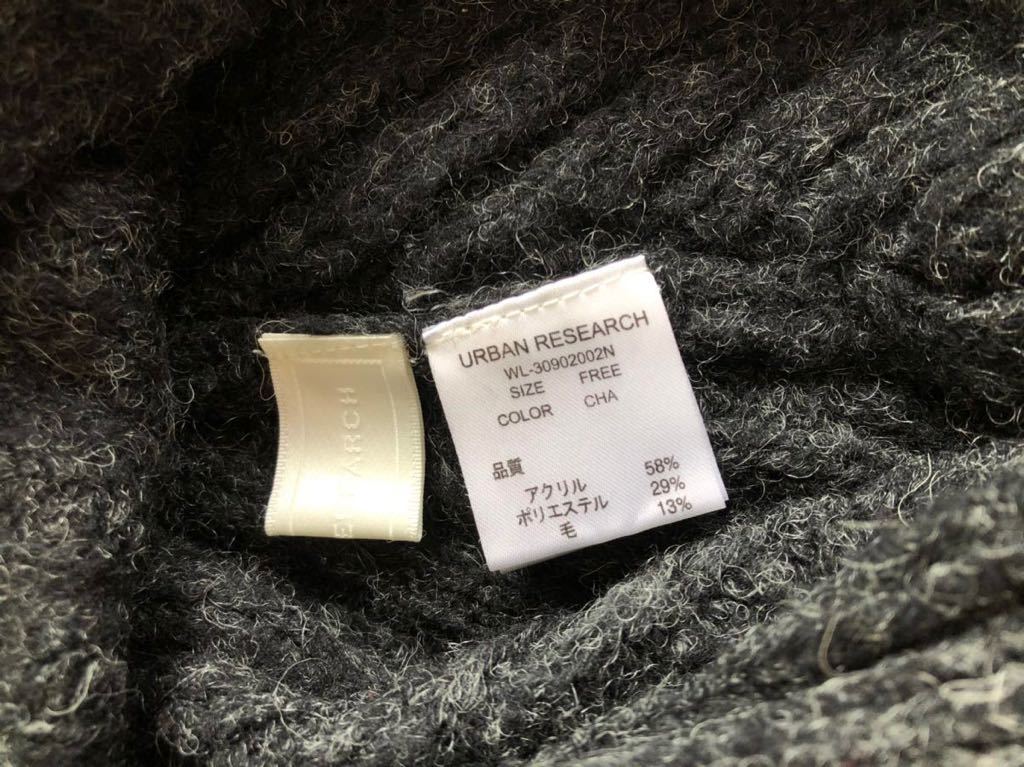 URBAN RESEARCH
WL-30902002N
SIZE FREE
COLOR CHA
品質
アクリル 58%
ポリエステル 29%
毛 13%